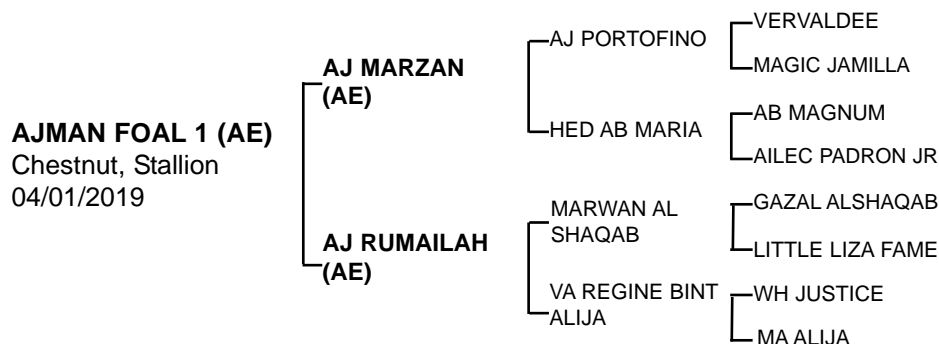 AJMAN FOAL 1 (AE)
Chestnut, Stallion
04/01/2019
AJ MARZAN
(AE)
AJ RUMAILAH
(AE)
AJ PORTOFINO
HED AB MARIA
MARWAN AL
SHAQAB
VA REGINE BINT
ALIJA
VERVALDEE
MAGIC JAMILLA
AB MAGNUM
AILEC PADRON JR
GAZAL ALSHAQAB
LITTLE LIZA FAME
WH JUSTICE
MA ALIJA